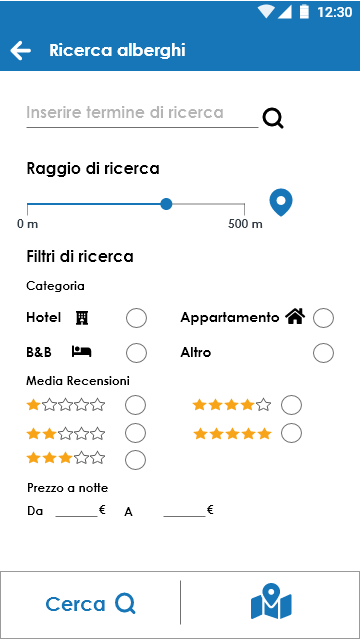 12:30
Ricerca alberghi
Inserire termine di ricerca
Raggio di ricerca
0 m 500 m
Filtri di ricerca
Categoria
Hotel Appartamento
B&B Altro
Media Recensioni
Prezzo a notte
Da ______€ A ______€
Cerca